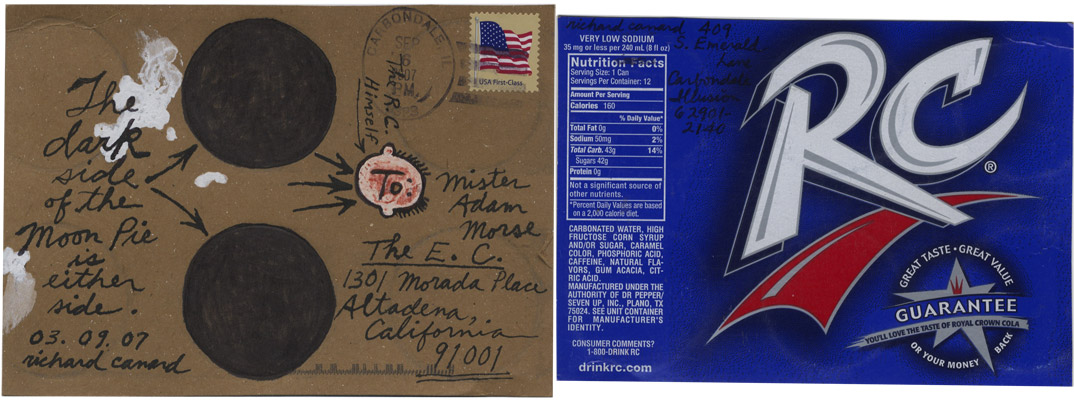 The
dark
side
of the
Moon Pie
is
either
side.
03.09.07
richard canard
CARBONDALE IL
SEP
16
PM
USA First-Class
The R.C.
Himself
To:
Mister
Adam
Morse
The E. C.
1301 Morada Place
Altadena,
California
91001
richard canard 409
S. Emerald
lane
Carbondale
Illusion
62901-
2140
VERY LOW SODIUM
35 mg or less per 240 mL (8 fl oz)
Nutrition Facts
Serving Size: 1 Can
Servings Per Container: 12
Amount Per Serving
Calories 160
% Daily Value*
Total Fat 0g 0%
Sodium 50mg 2%
Total Carb. 43g 14%
Sugars 42g
Protein 0g
Not a significant source of
other nutrients.
*Percent Daily Values are based
on a 2,000 calorie diet.
CARBONATED WATER, HIGH
FRUCTOSE CORN SYRUP
AND/OR SUGAR, CARAMEL
COLOR, PHOSPHORIC ACID,
CAFFEINE, NATURAL FLA-
VORS, GUM ACACIA, CIT-
RIC ACID.
MANUFACTURED UNDER THE
AUTHORITY OF DR PEPPER/
SEVEN UP, INC., PLANO, TX
75024. SEE UNIT CONTAINER
FOR MANUFACTURER'S
IDENTITY.
CONSUMER COMMENTS?
1-800-DRINK RC
drinkrc.com
RC
®
GREAT TASTE • GREAT VALUE
GUARANTEE
YOU'LL LOVE THE TASTE OF ROYAL CROWN COLA
OR YOUR MONEY BACK